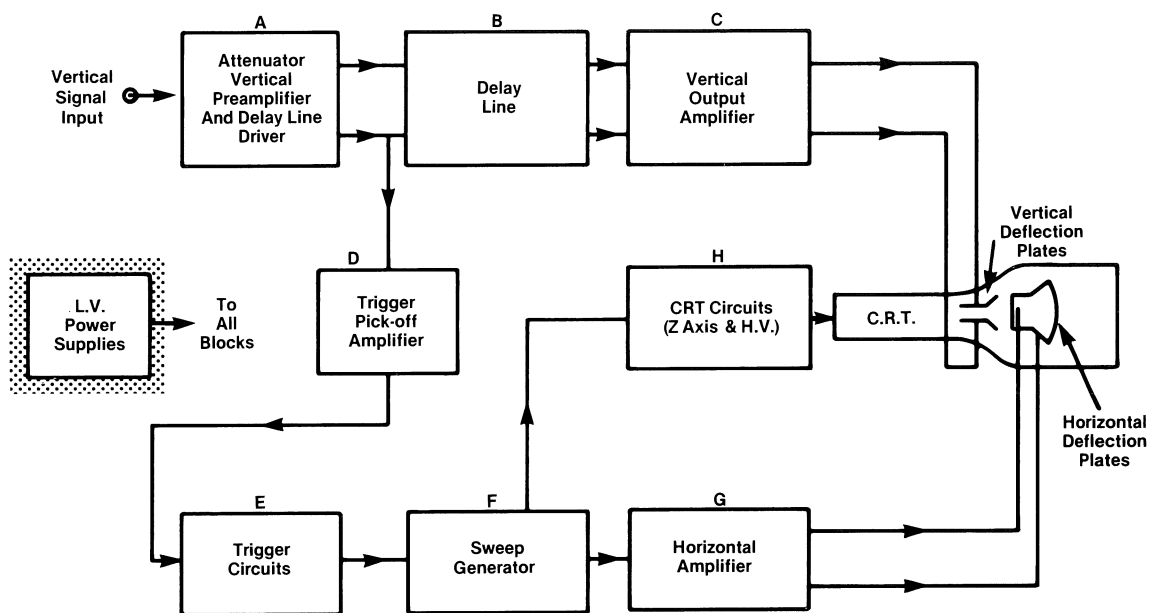 A
Attenuator
Vertical
Preamplifier
And Delay Line
Driver
B
Delay
Line
C
Vertical
Output
Amplifier
Vertical
Signal
Input
Vertical
Deflection
Plates
L.V.
Power
Supplies
To
All
Blocks
D
Trigger
Pick-off
Amplifier
H
CRT Circuits
(Z Axis & H.V.)
C.R.T.
Horizontal
Deflection
Plates
E
Trigger
Circuits
F
Sweep
Generator
G
Horizontal
Amplifier